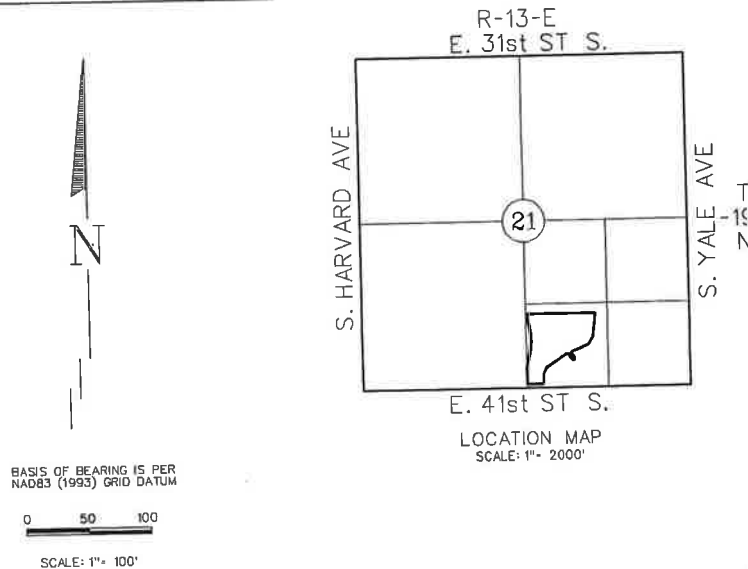 R-13-E
E. 31st ST S.
S. HARVARD AVE
21
S. YALE AVE
T
-19
N
E. 41st ST S.
LOCATION MAP
SCALE: 1"= 2000'
N
BASIS OF BEARING IS PER
NAD83 (1993) GRID DATUM
0 50 100
SCALE: 1"= 100'